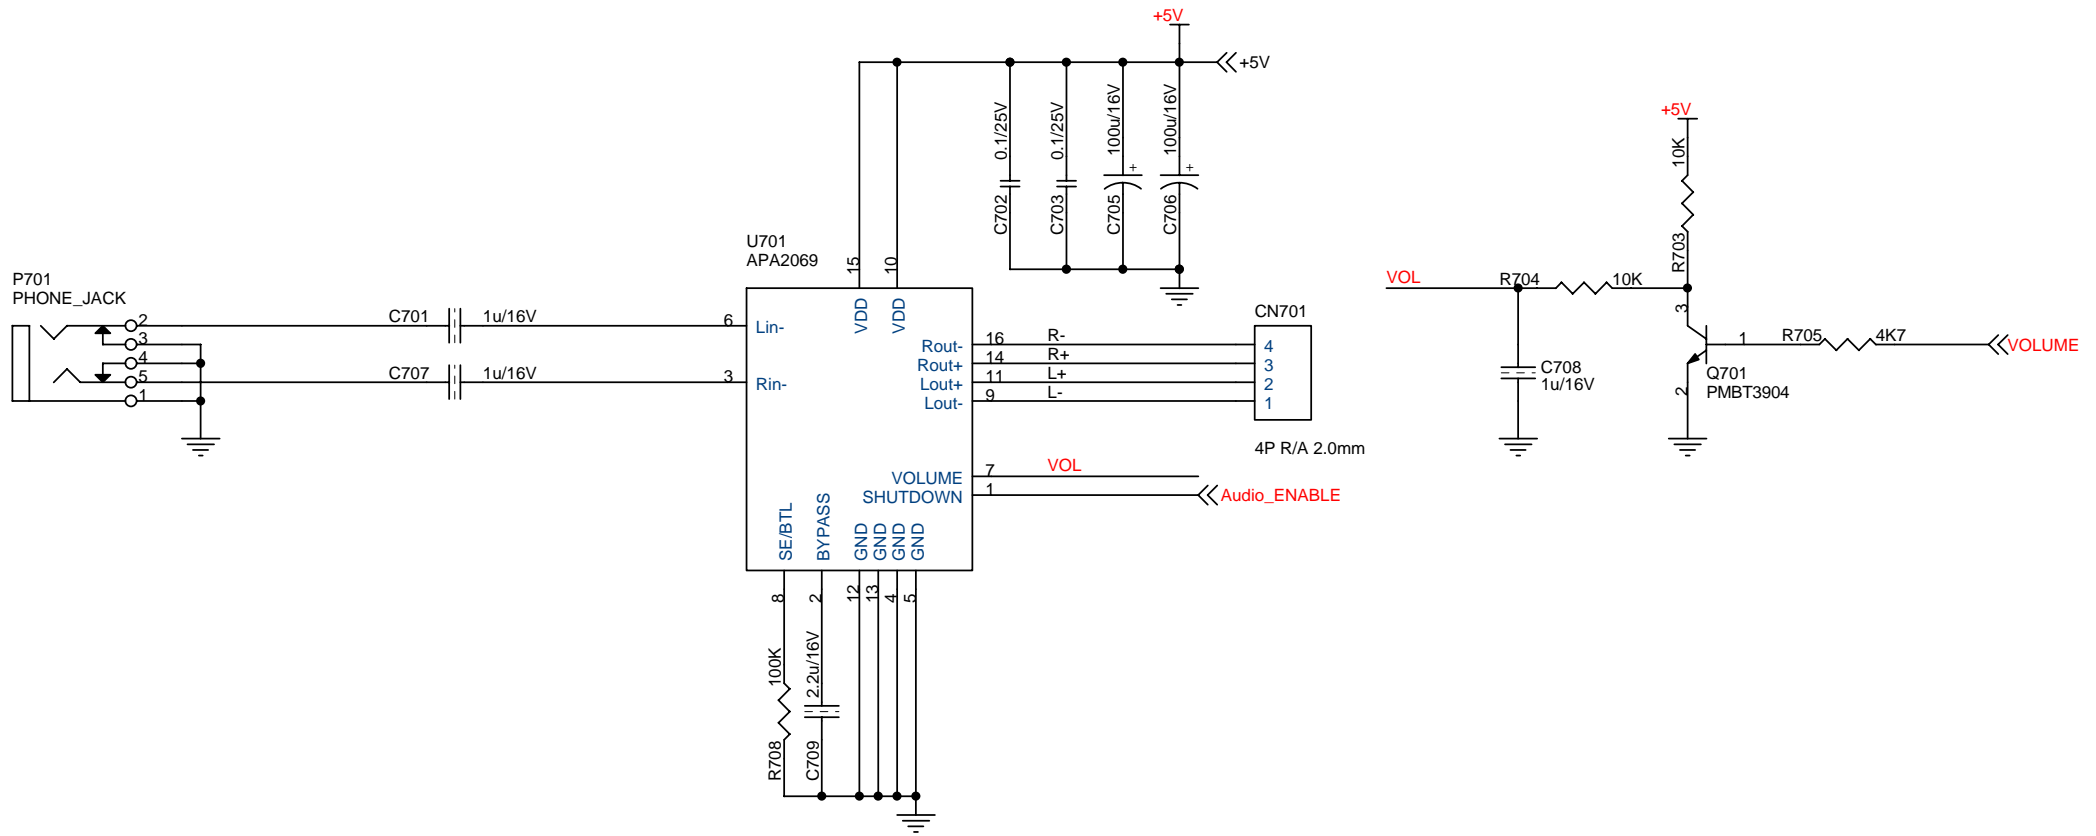 +5V
+5V
0.1/25V
0.1/25V
100u/16V
100u/16V
C702
C703
C705
C706
+5V
10K
R703
U701
APA2069
15
10
VDD
VDD
P701
PHONE_JACK
2
3
4
5
1
C701
1u/16V
C707
1u/16V
6
Lin-
3
Rin-
Rout-
Rout+
Lout+
Lout-
16
14
11
9
R-
R+
L+
L-
CN701
4
3
2
1
4P R/A 2.0mm
VOL
R704
10K
3
C708
1u/16V
1
R705
4K7
VOLUME
Q701
PMBT3904
2
VOLUME
SHUTDOWN
7
1
VOL
Audio_ENABLE
SE/BTL
BYPASS
GND
GND
GND
GND
8
2
12
13
4
5
100K
2.2u/16V
R708
C709